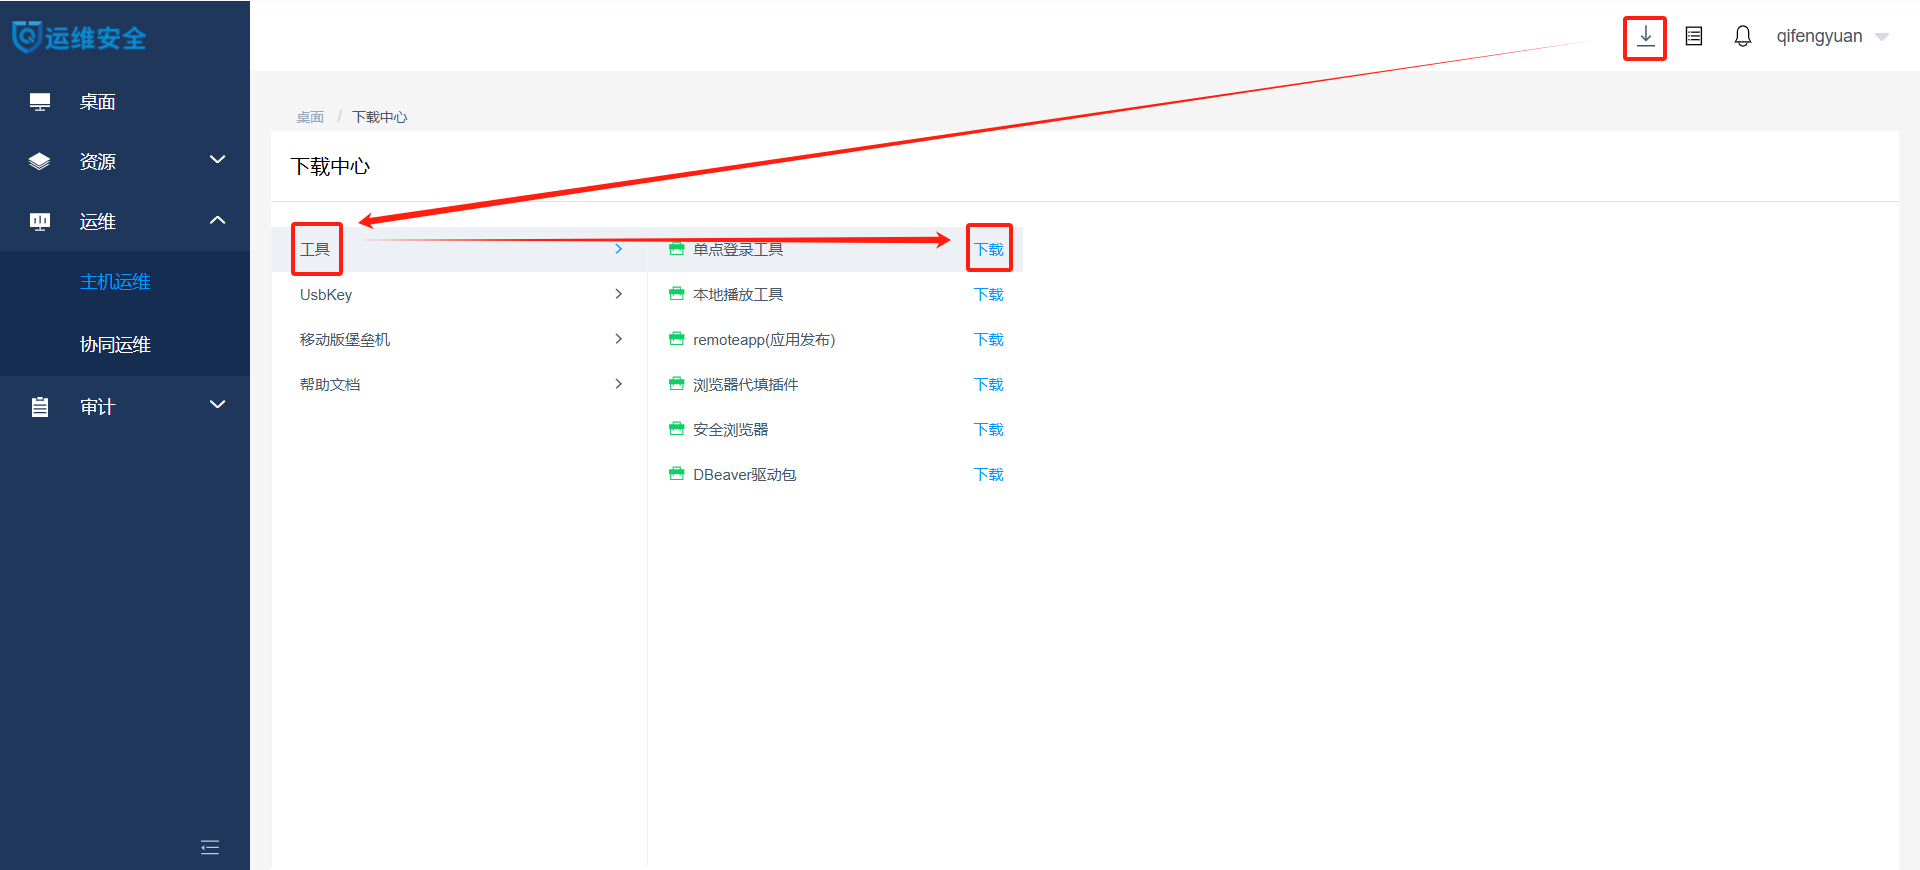 运维安全
qifengyuan
桌面
资源
运维
主机运维
协同运维
审计
桌面 / 下载中心
下载中心
工具
UsbKey
移动版堡垒机
帮助文档
单点登录工具 下载
本地播放工具 下载
remoteapp(应用发布) 下载
浏览器代填插件 下载
安全浏览器 下载
DBeaver驱动包 下载